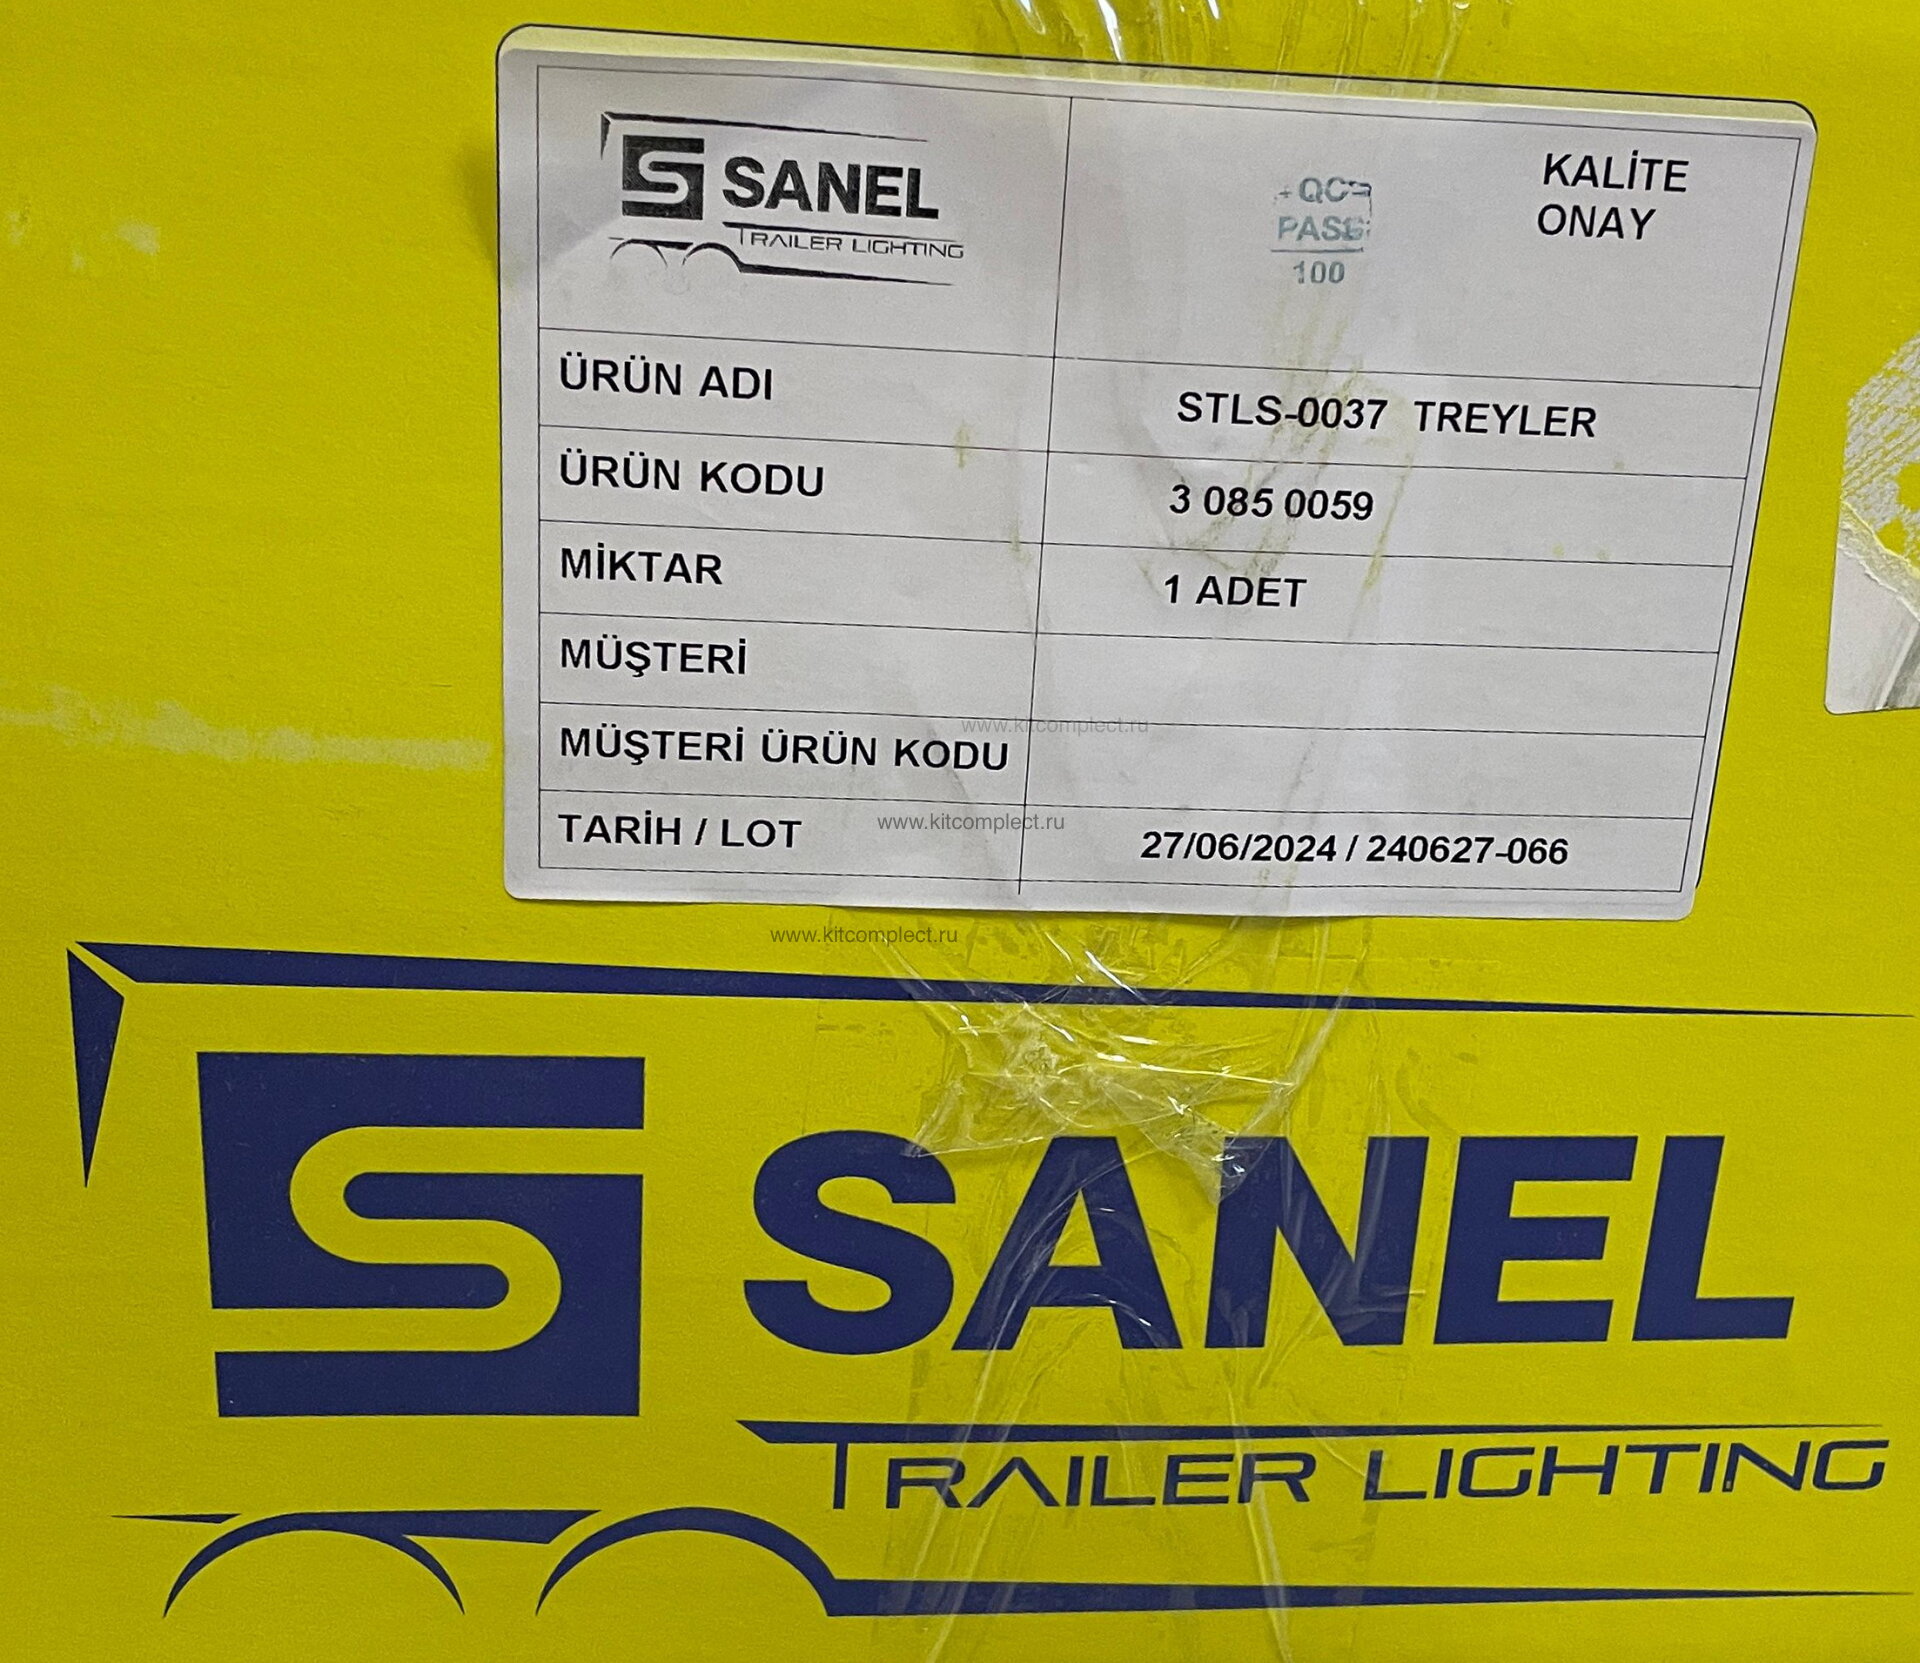 SANEL
TRAILER LIGHTING
QC
PASS
100
KALİTE
ONAY
ÜRÜN ADI STLS-0037 TREYLER
ÜRÜN KODU 3 085 0059
MİKTAR 1 ADET
MÜŞTERİ
www.kitcomplect.ru
MÜŞTERİ ÜRÜN KODU
www.kitcomplect.ru
TARİH / LOT 27/06/2024 / 240627-066
www.kitcomplect.ru
SANEL
TRAILER LIGHTING